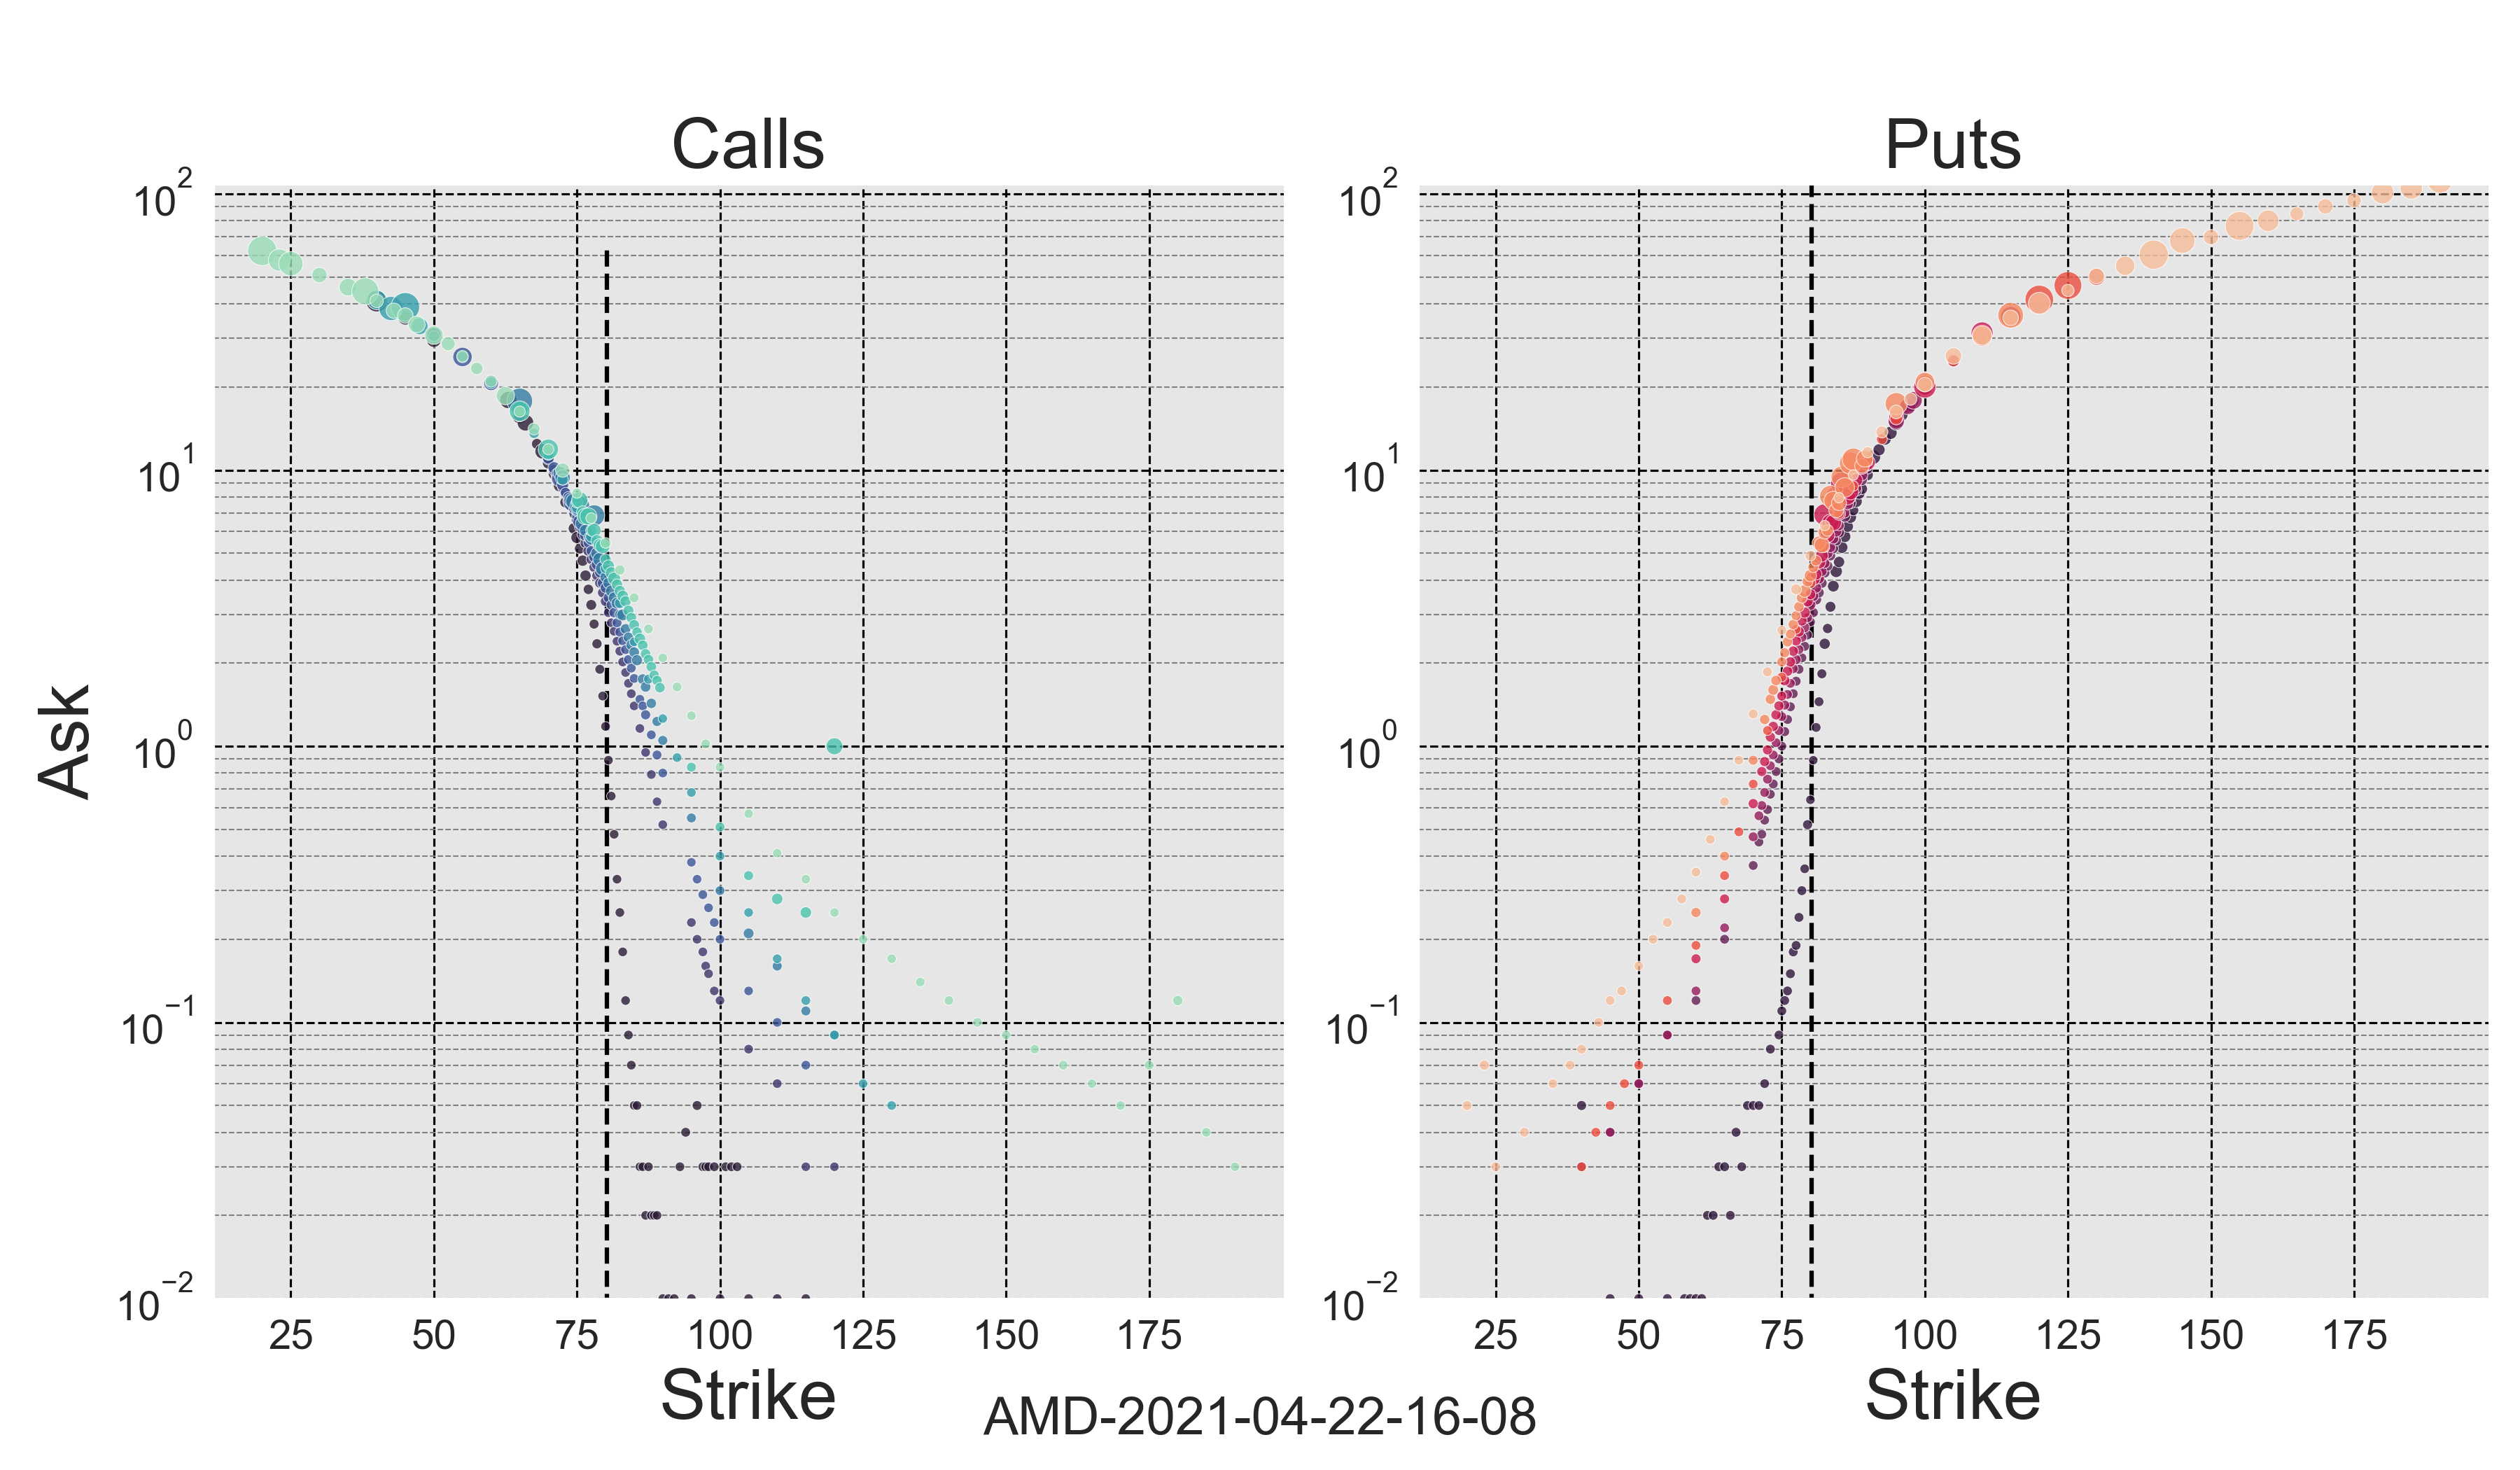 Calls Puts
10^2 10^2
10^1 10^1
10^0 10^0
10^−1 10^−1
10^−2 10^−2
Ask
25 50 75 100 125 150 175 25 50 75 100 125 150 175
Strike Strike
AMD-2021-04-22-16-08